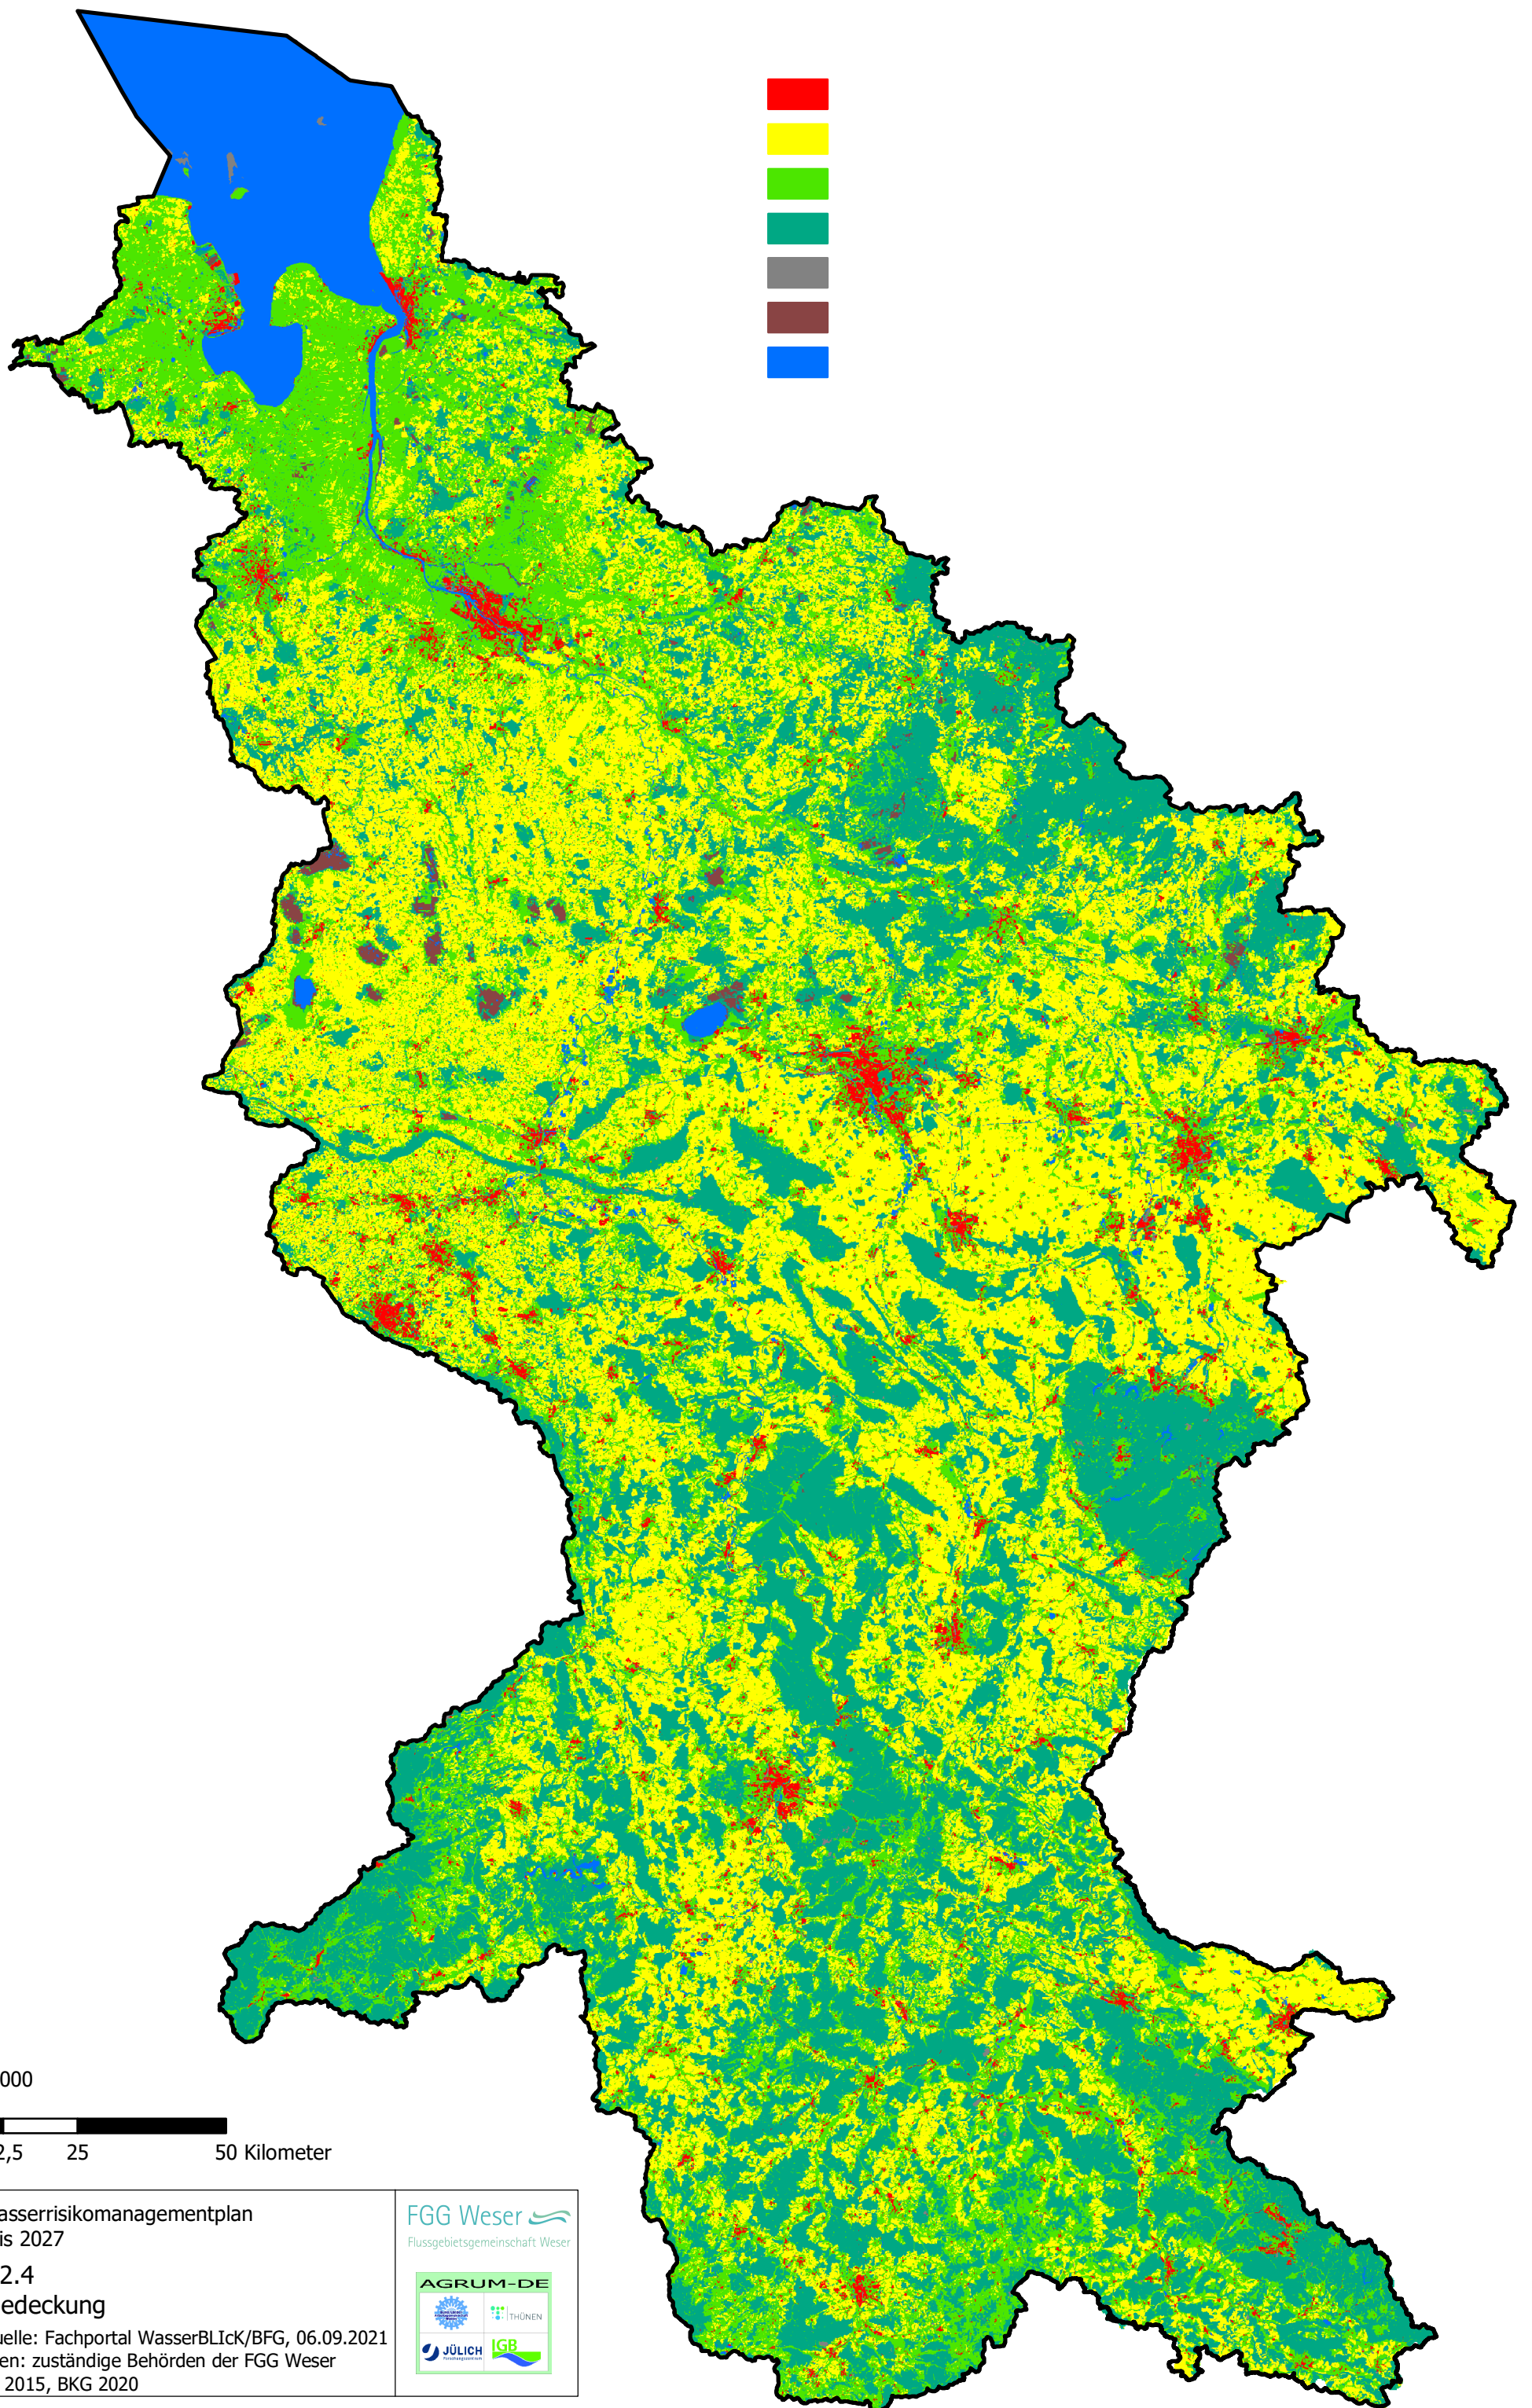 000
2,5 25 50 Kilometer
asserrisikomanagementplan
is 2027
2.4
edeckung
uelle: Fachportal WasserBLIcK/BFG, 06.09.2021
en: zuständige Behörden der FGG Weser
2015, BKG 2020
FGG Weser
Flussgebietsgemeinschaft Weser
AGRUM-DE
THÜNEN
JÜLICH
Forschungszentrum
IGB